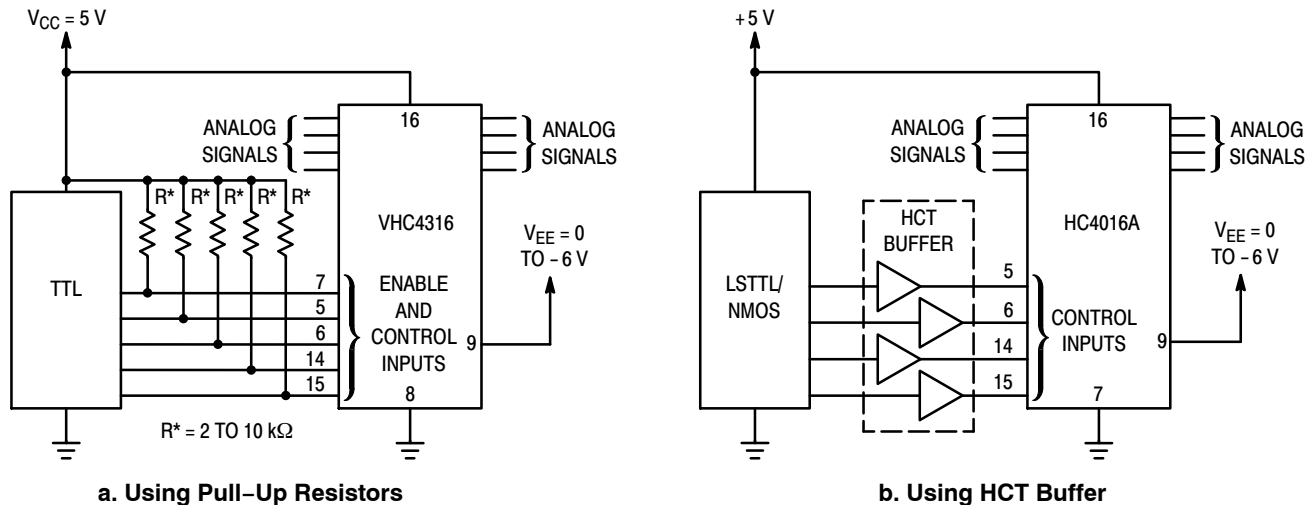 V_CC = 5 V
16
ANALOG
SIGNALS
ANALOG
SIGNALS
R* R* R* R* R*
VHC4316
TTL
V_EE = 0
TO −6 V
7
5
6
14
15
ENABLE
AND
CONTROL
INPUTS
9
8
R* = 2 TO 10 kΩ
a. Using Pull−Up Resistors
+5 V
16
ANALOG
SIGNALS
ANALOG
SIGNALS
HCT
BUFFER
HC4016A
LSTTL/
NMOS
V_EE = 0
TO −6 V
5
6
14
15
CONTROL
INPUTS
9
7
b. Using HCT Buffer